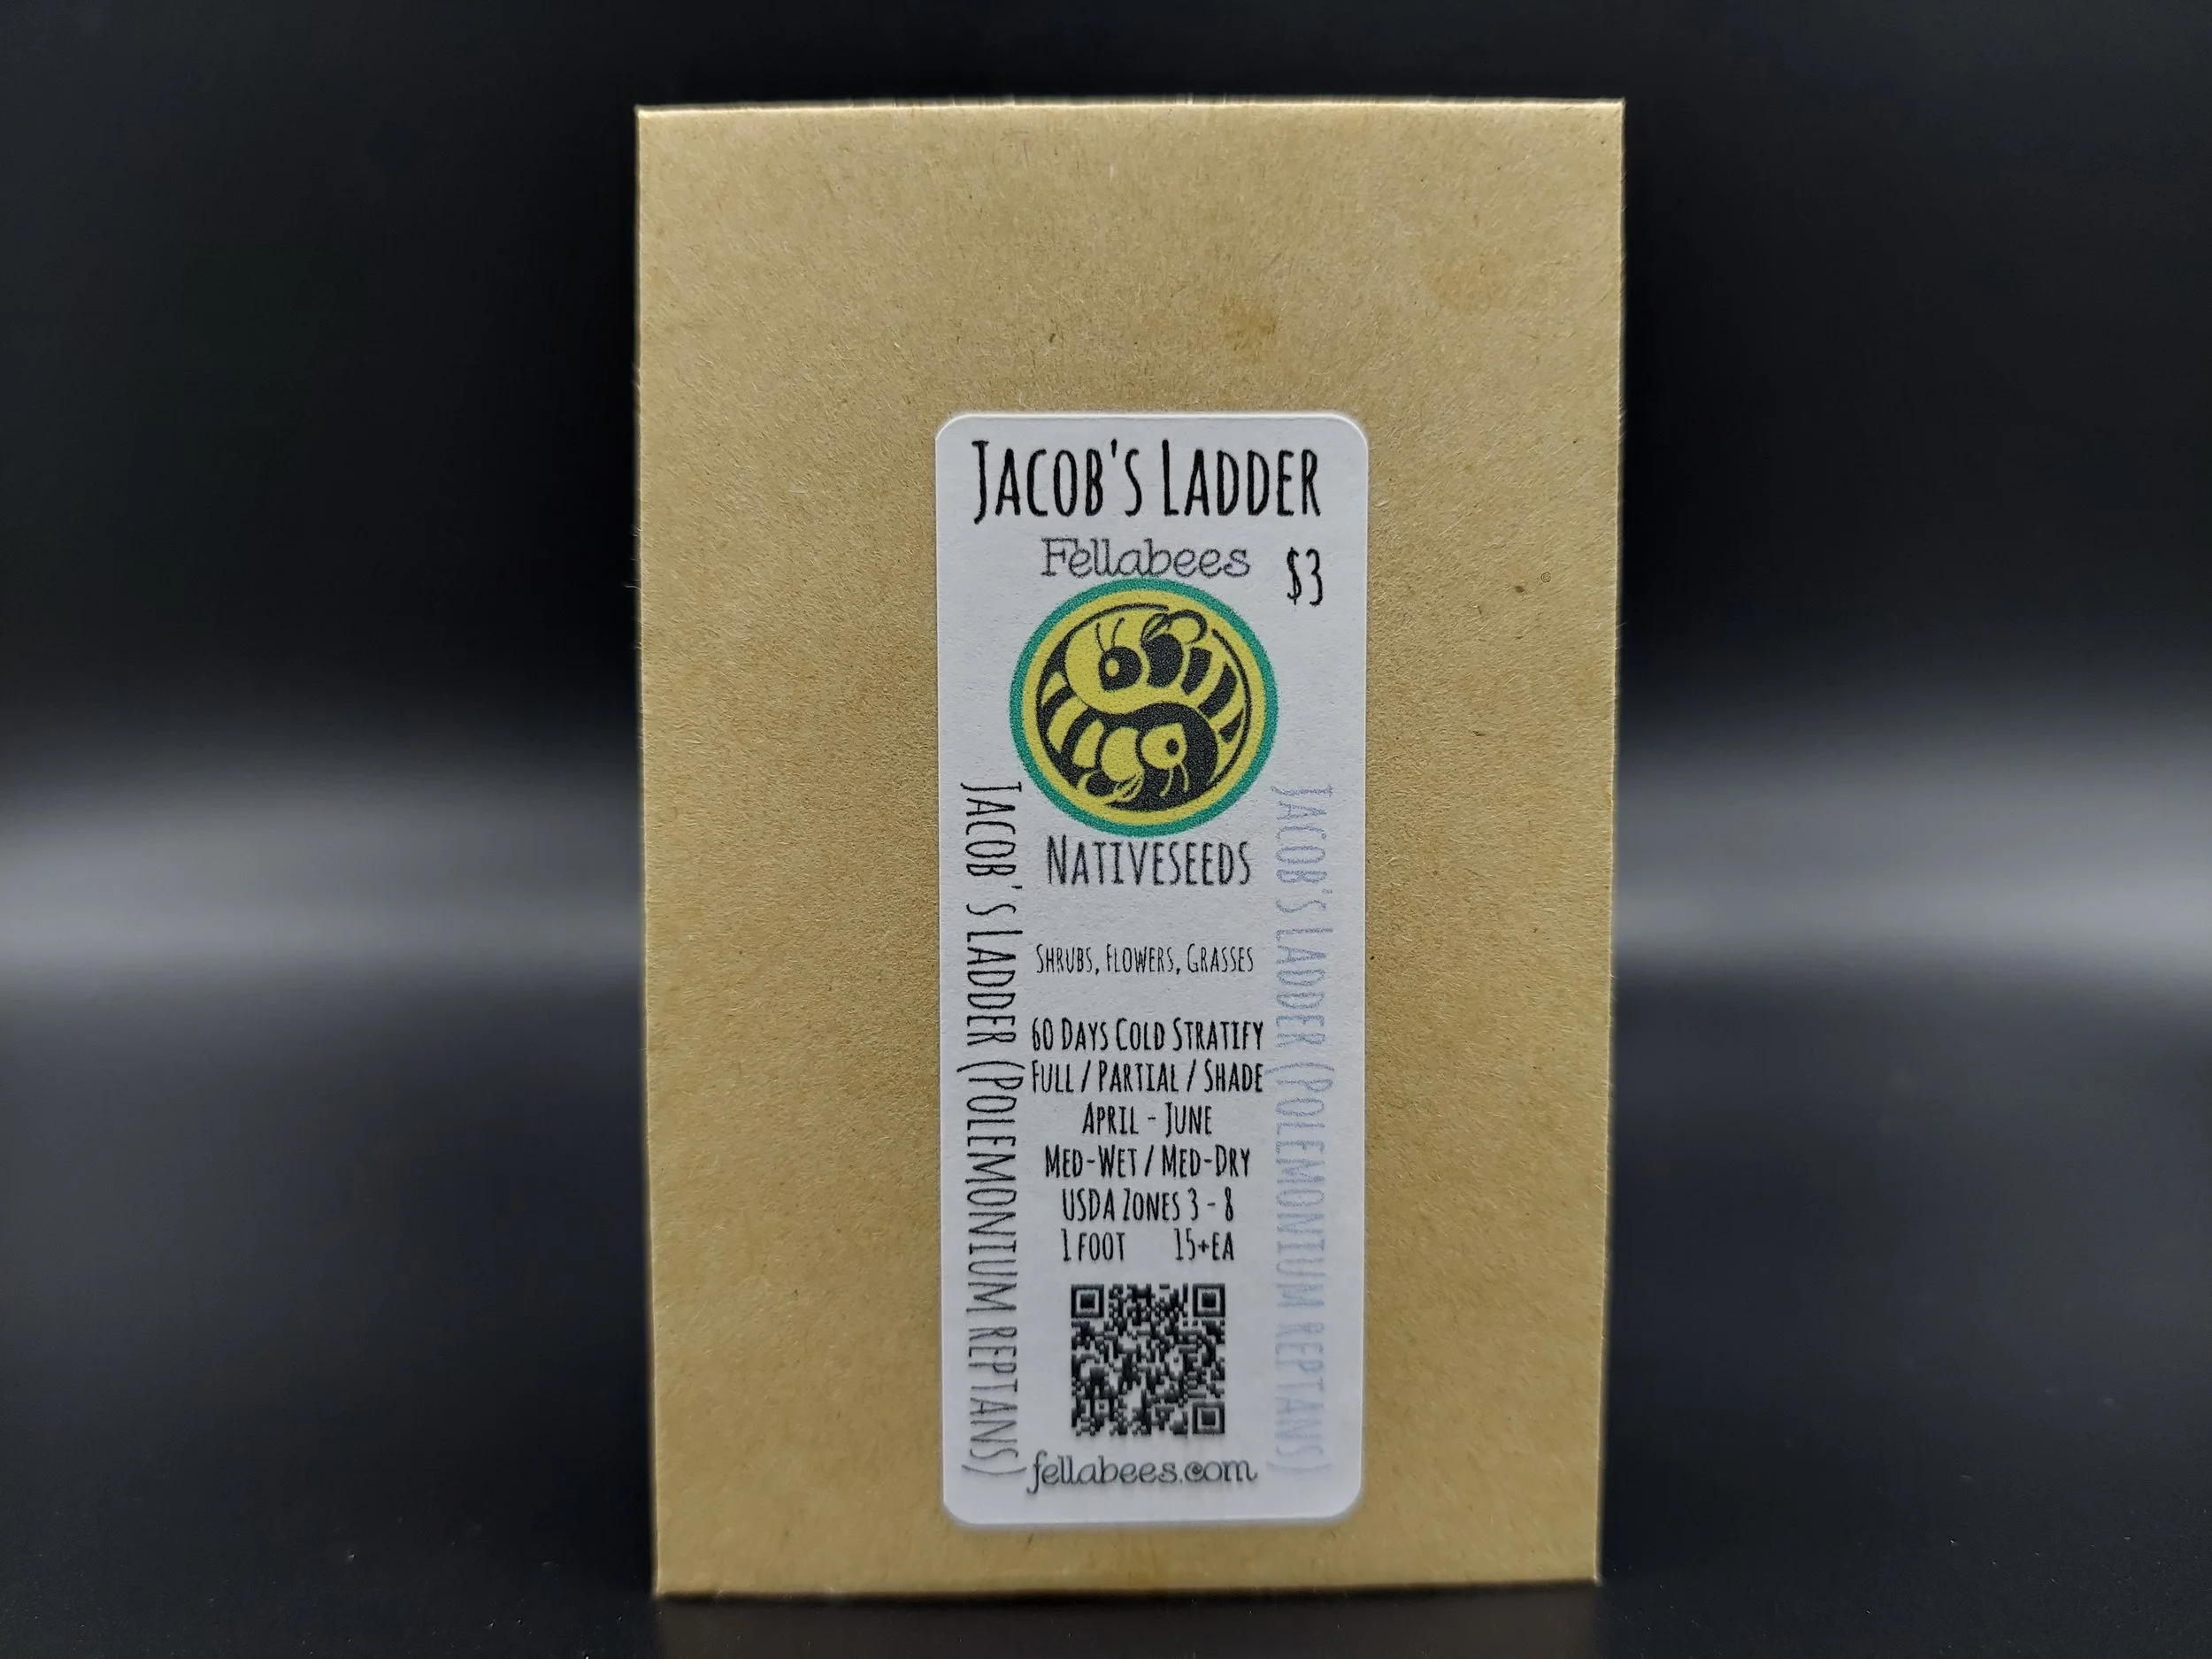 Jacob's Ladder
Fellabees
$3
Nativeseeds
Shrubs, Flowers, Grasses
60 Days Cold Stratify
Full / Partial / Shade
April - June
Med-Wet / Med-Dry
USDA Zones 3 - 8
1 foot 15+ea
fellabees.com
Jacob's Ladder (Polemonium reptans)
Jacob's Ladder (Polemonium reptans)